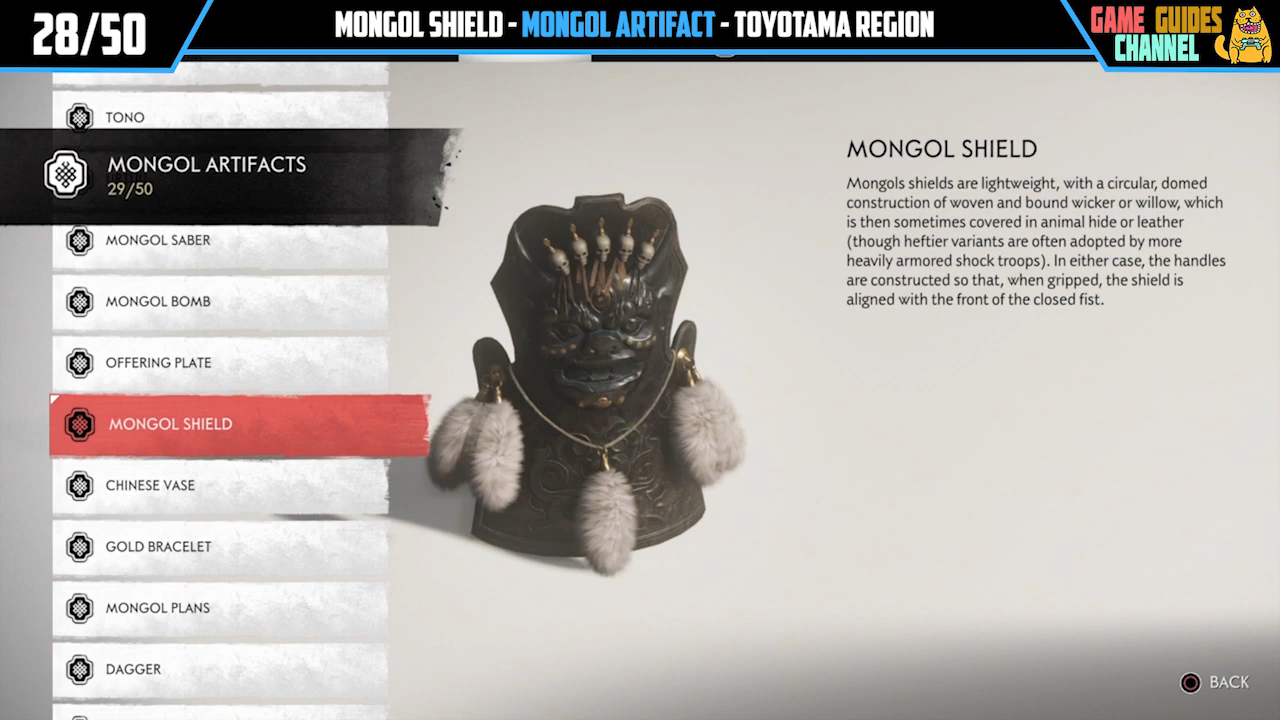 28/50
MONGOL SHIELD - MONGOL ARTIFACT - TOYOTAMA REGION
GAME GUIDES
CHANNEL
TONO
MONGOL ARTIFACTS
29/50
MONGOL SABER
MONGOL BOMB
OFFERING PLATE
MONGOL SHIELD
CHINESE VASE
GOLD BRACELET
MONGOL PLANS
DAGGER
MONGOL SHIELD
Mongols shields are lightweight, with a circular, domed
construction of woven and bound wicker or willow, which
is then sometimes covered in animal hide or leather
(though heftier variants are often adopted by more
heavily armored shock troops). In either case, the handles
are constructed so that, when gripped, the shield is
aligned with the front of the closed fist.
BACK